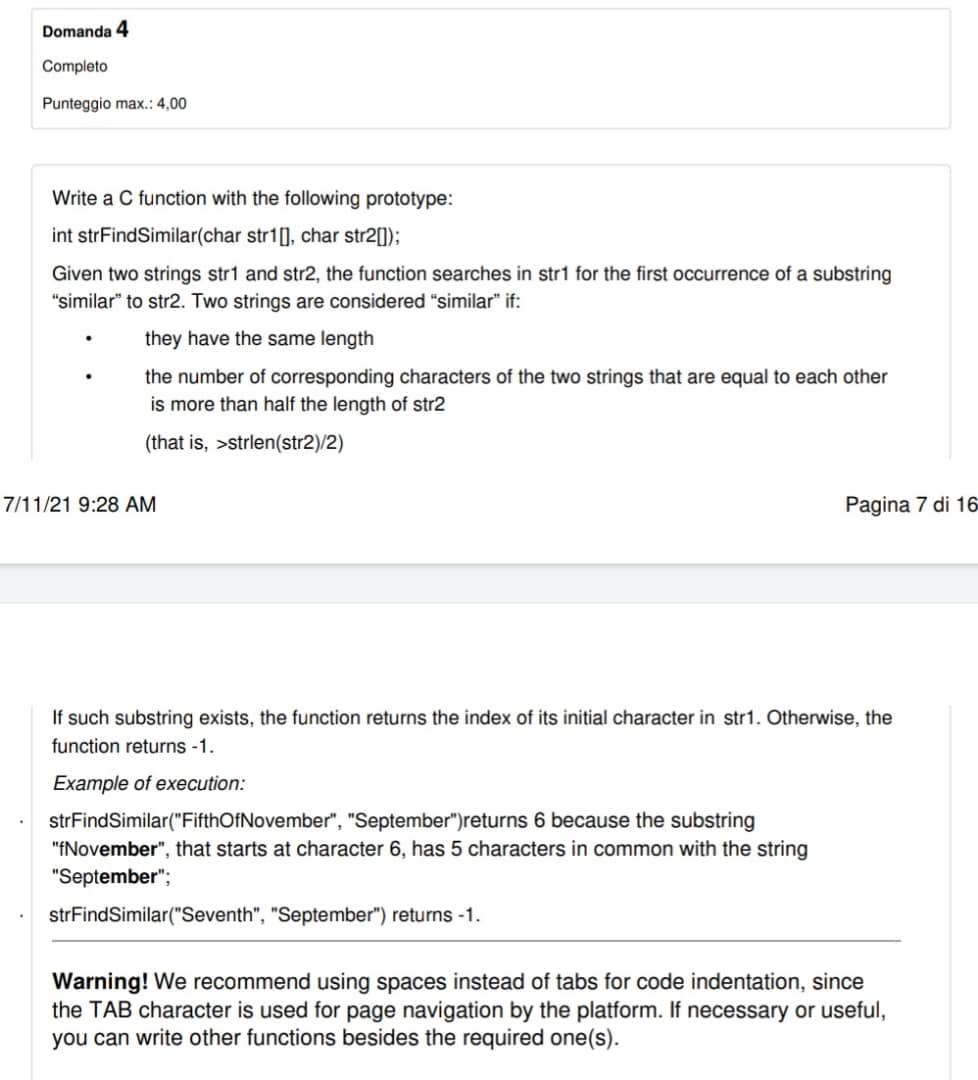 Domanda 4
Completo
Punteggio max.: 4,00
Write a C function with the following prototype:
int strFindSimilar(char str1[], char str2[]);
Given two strings str1 and str2, the function searches in str1 for the first occurrence of a substring
“similar” to str2. Two strings are considered “similar” if:
• they have the same length
• the number of corresponding characters of the two strings that are equal to each other
is more than half the length of str2
(that is, >strlen(str2)/2)
7/11/21 9:28 AM Pagina 7 di 16
If such substring exists, the function returns the index of its initial character in str1. Otherwise, the
function returns -1.
Example of execution:
· strFindSimilar("FifthOfNovember", "September")returns 6 because the substring
"fNovember", that starts at character 6, has 5 characters in common with the string
"September";
· strFindSimilar("Seventh", "September") returns -1.
Warning! We recommend using spaces instead of tabs for code indentation, since
the TAB character is used for page navigation by the platform. If necessary or useful,
you can write other functions besides the required one(s).